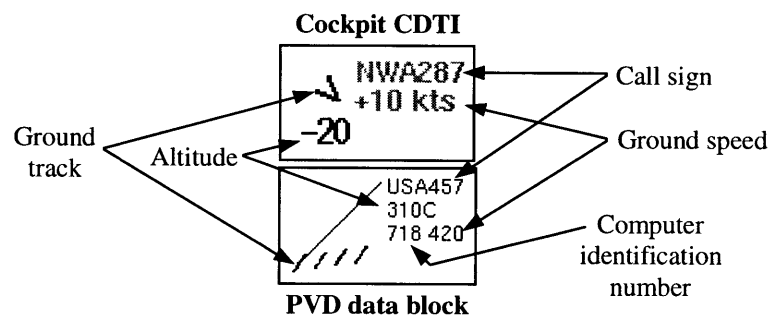 Cockpit CDTI
NWA287
+10 kts
-20
Call sign
Ground track
Altitude
Ground speed
USA457
310C
718 420
Computer identification number
PVD data block